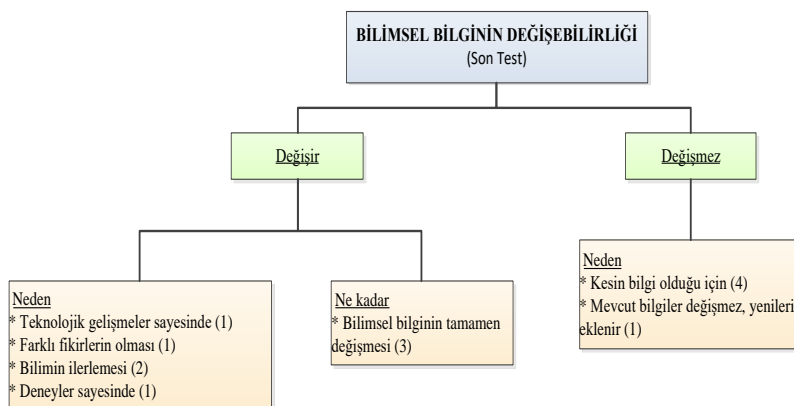 BİLİMSEL BİLGİNİN DEĞİŞEBİLİRLİĞİ
(Son Test)
Değişir
Değişmez
Neden
* Teknolojik gelişmeler sayesinde (1)
* Farklı fikirlerin olması (1)
* Bilimin ilerlemesi (2)
* Deneyler sayesinde (1)
Ne kadar
* Bilimsel bilginin tamamen
değişmesi (3)
Neden
* Kesin bilgi olduğu için (4)
* Mevcut bilgiler değişmez, yenileri
eklenir (1)